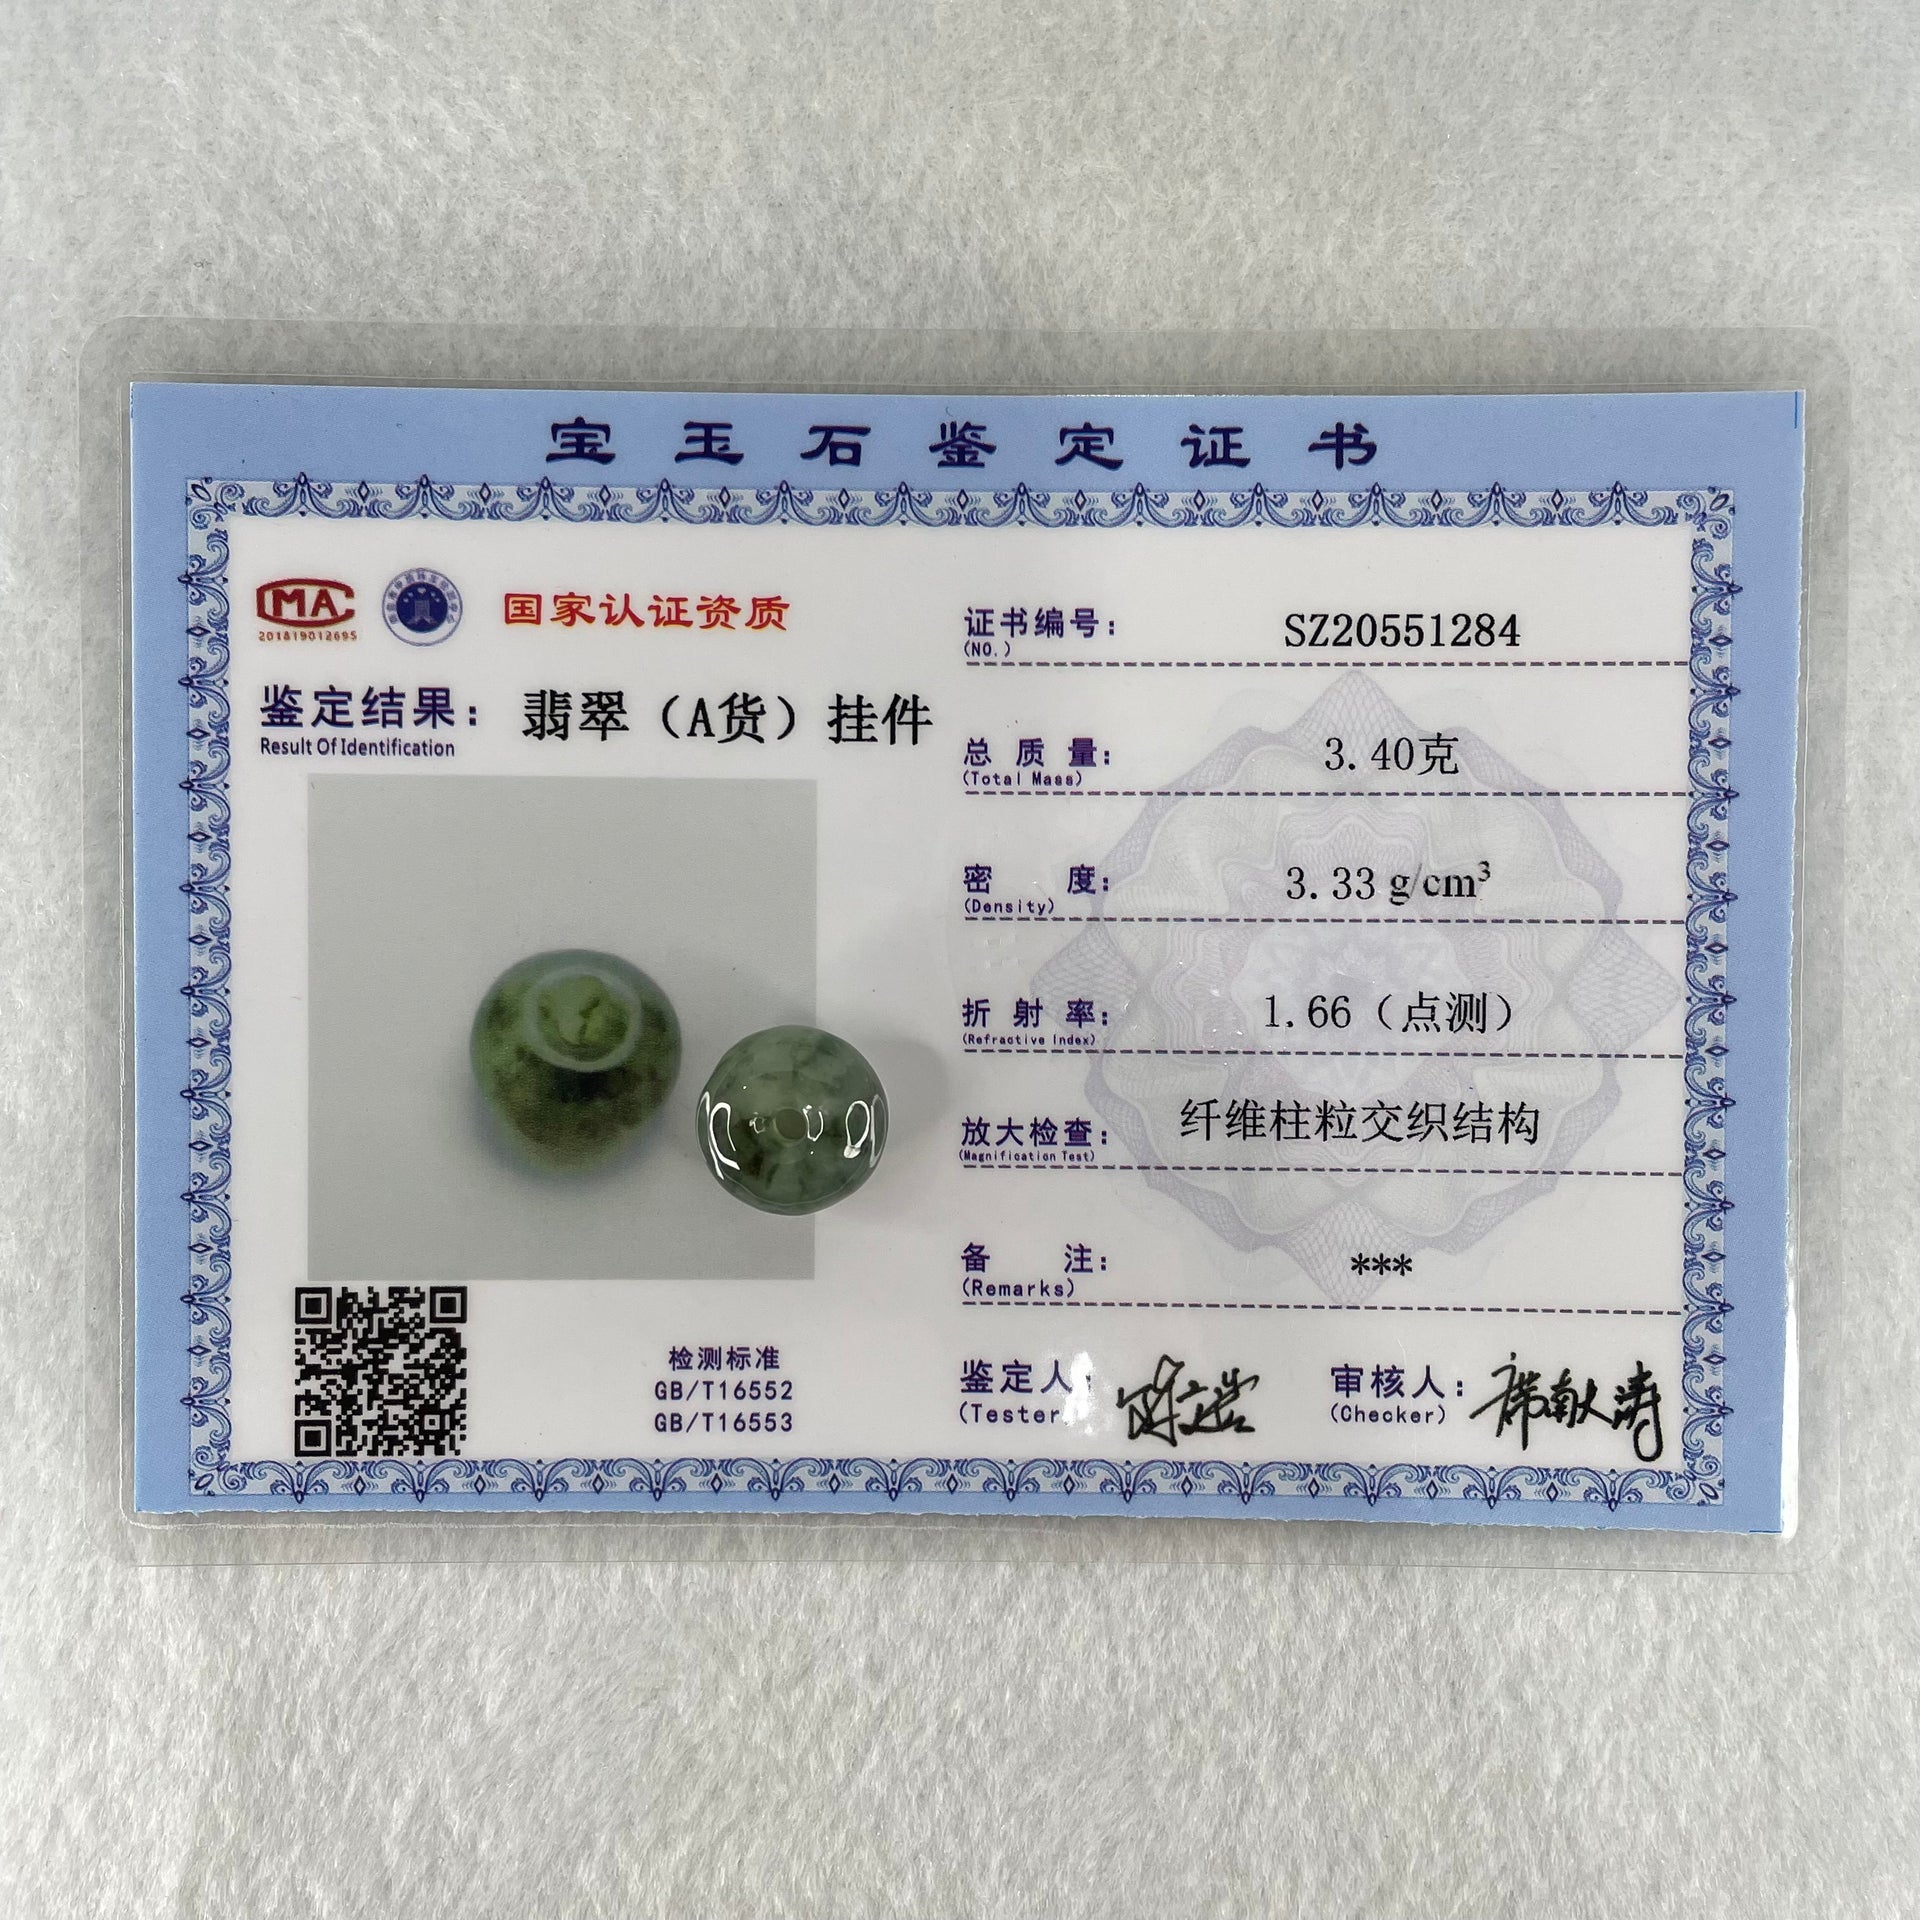 宝玉石鉴定证书
CMA
201819012695
国家认证资质
鉴定结果：翡翠（A货）挂件
Result Of Identification
证书编号： SZ20551284
(NO.)
总质量： 3.40克
(Total Mass)
密度： 3.33 g/cm³
(Density)
折射率： 1.66（点测）
(Refractive Index)
放大检查： 纤维柱粒交织结构
(Magnification Test)
备注： ***
(Remarks)
检测标准
GB/T16552
GB/T16553
鉴定人：
(Tester
审核人：
(Checker)